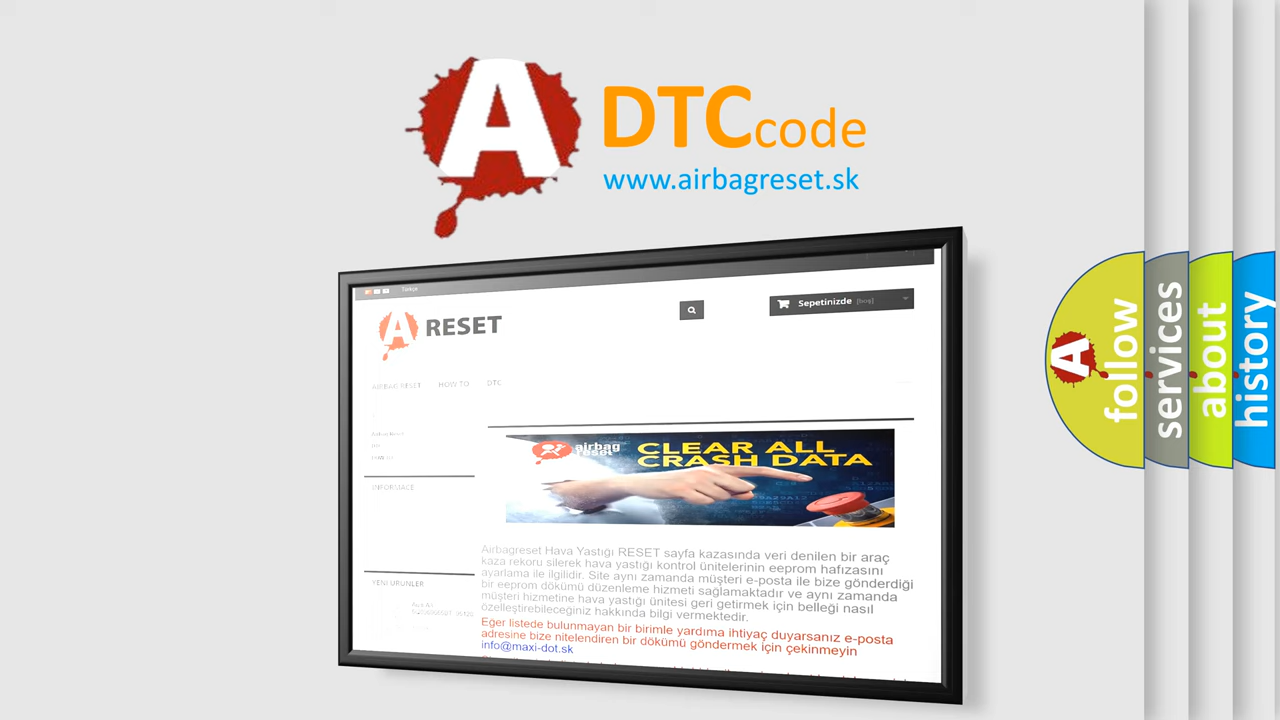 A
DTC code
www.airbagreset.sk
Türkçe
A RESET
Sepetinizde [boş]
AIRBAG RESET HOW TO DTC
INFORMACE
airbag
reset
CLEAR ALL
CRASH DATA
Airbagreset Hava Yastığı RESET sayfa kazasında veri denilen bir araç
kaza rekoru silerek hava yastığı kontrol ünitelerinin eeprom hafızasını
ayarlama ile ilgilidir. Site aynı zamanda müşteri e-posta ile bize gönderdiği
bir eeprom dökümü düzenleme hizmeti sağlamaktadır ve aynı zamanda
müşteri hizmetine hava yastığı ünitesi geri getirmek için belleği nasıl
özelleştirebileceğiniz hakkında bilgi vermektedir.
Eger listede bulunmayan bir birimle yardıma ihtiyaç duyarsanız e-posta
adresine bize nitelendiren bir dökümü göndermek için çekinmeyin
info@maxi-dot.sk
YENİ ÜRÜNLER
A
follow
services
about
history